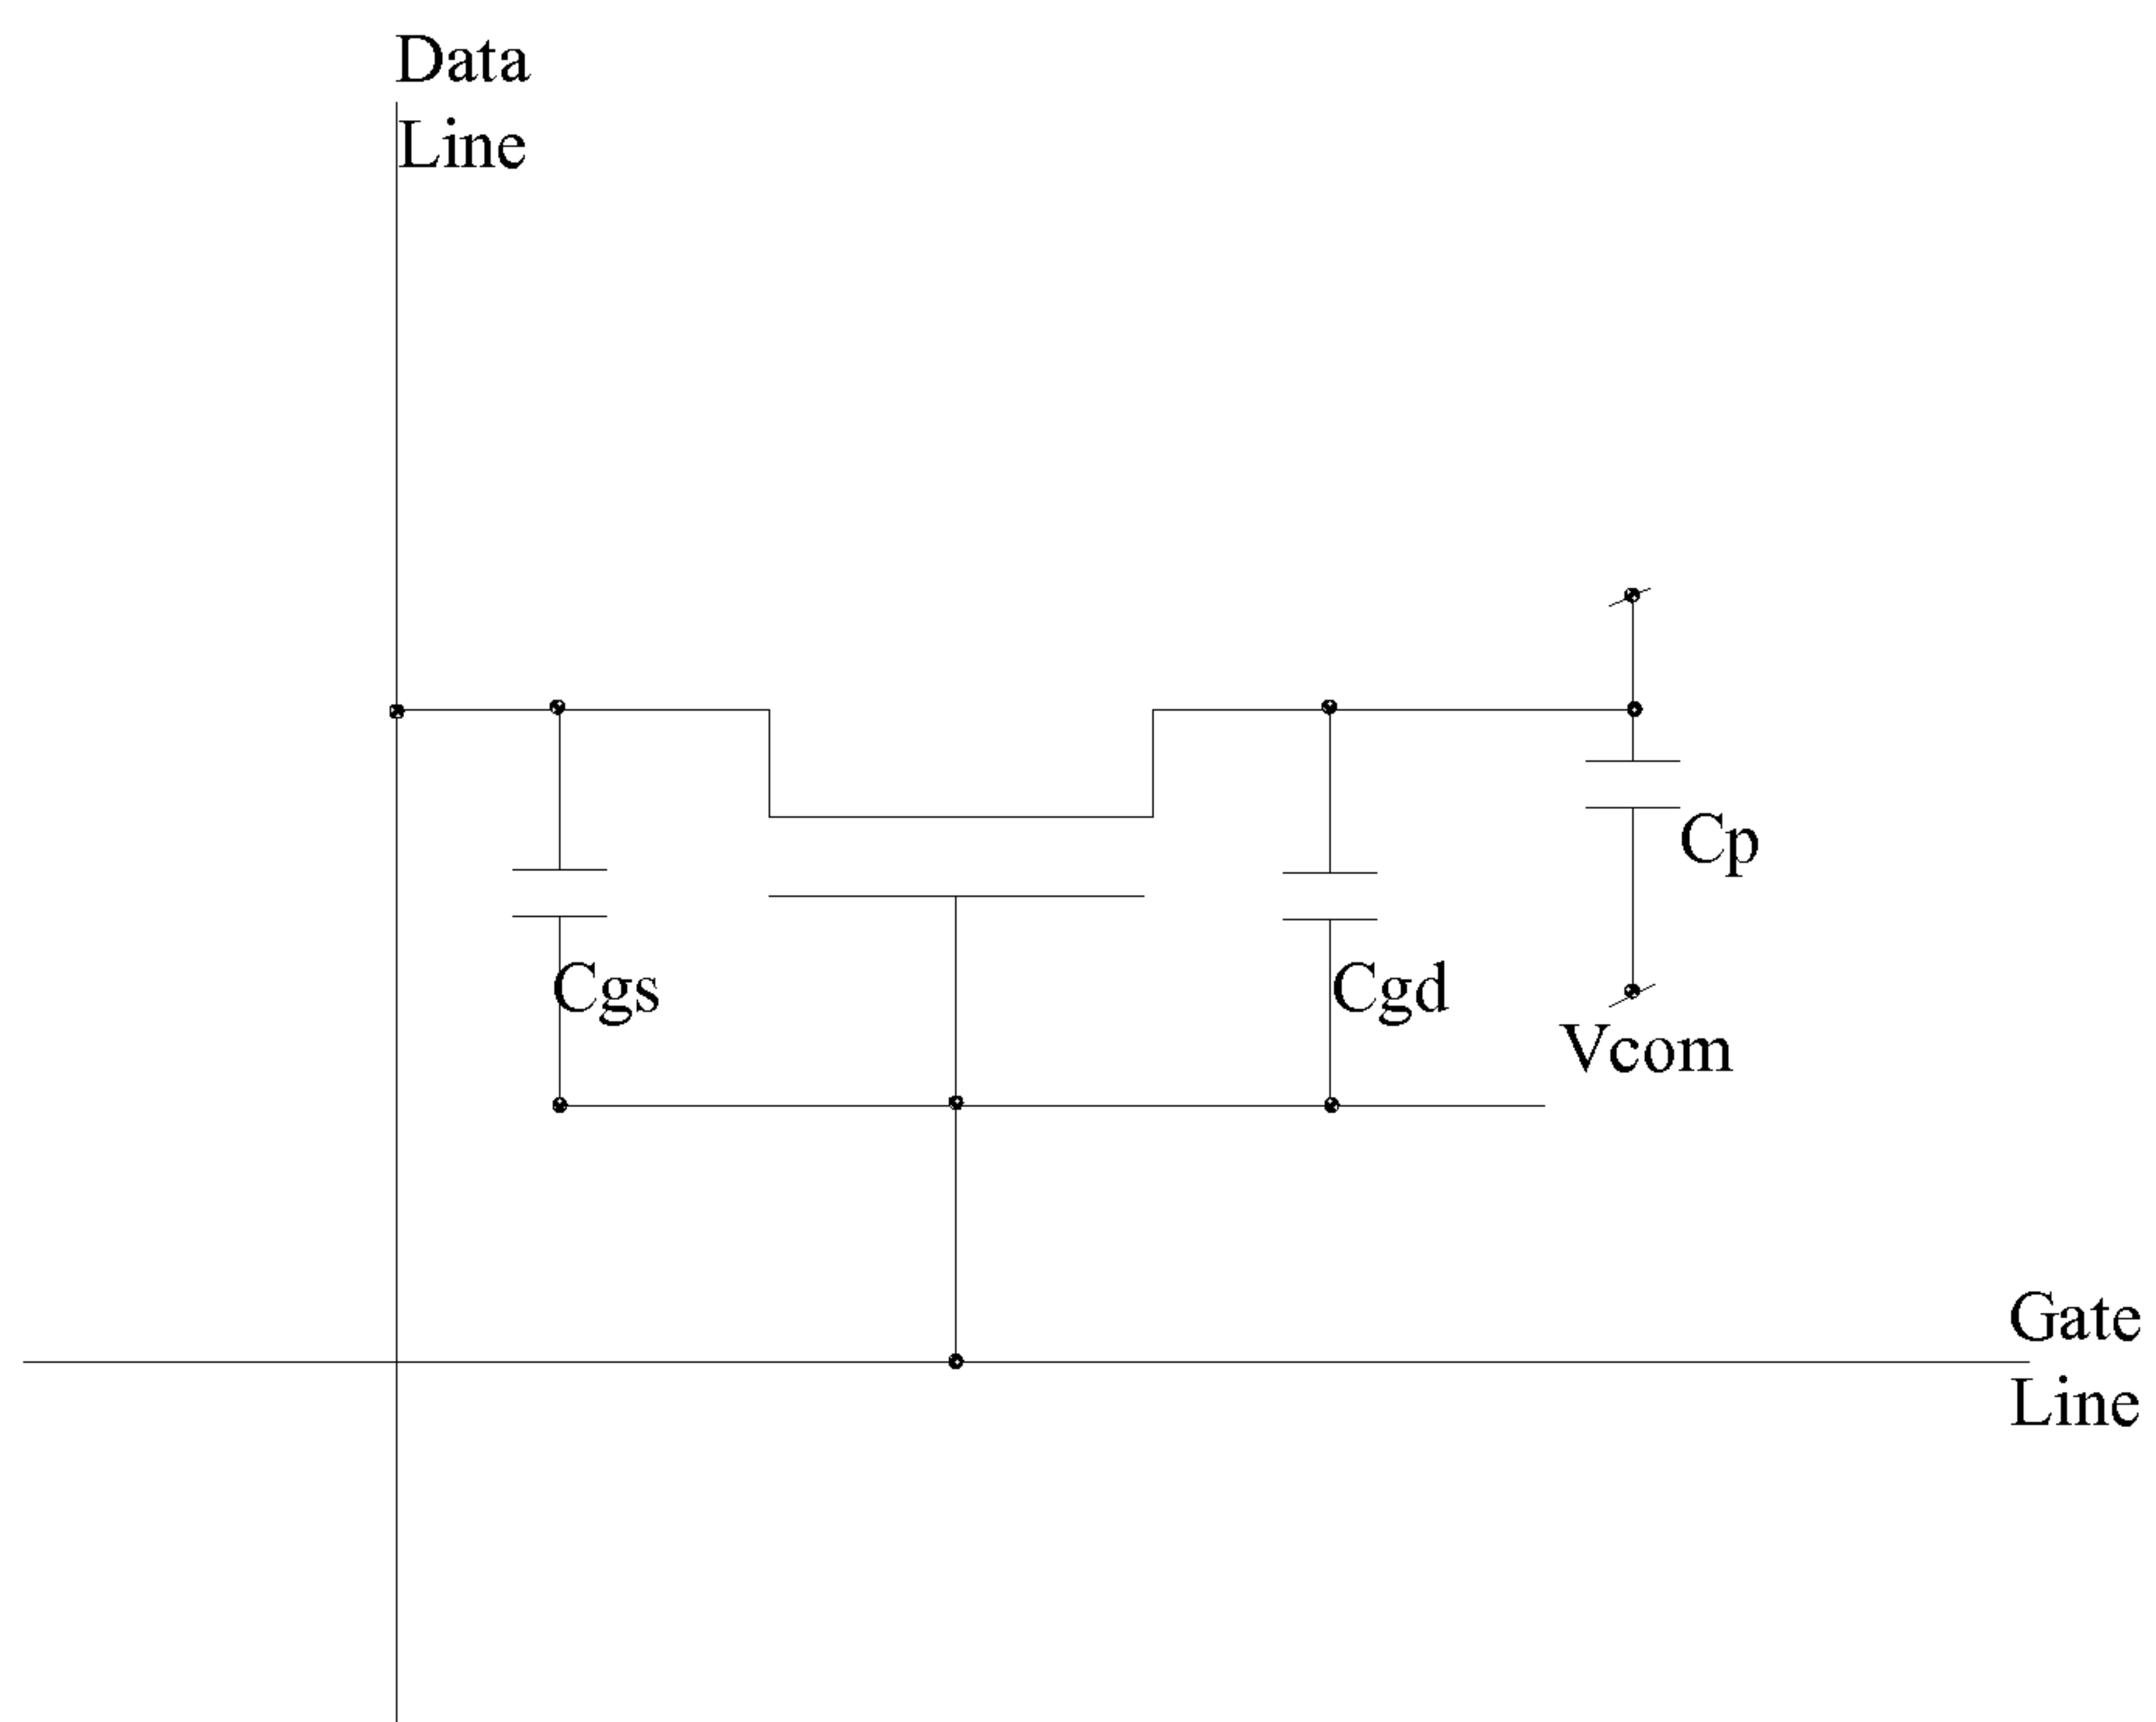 Data
Line
Cp
Cgs
Cgd
Vcom
Gate
Line